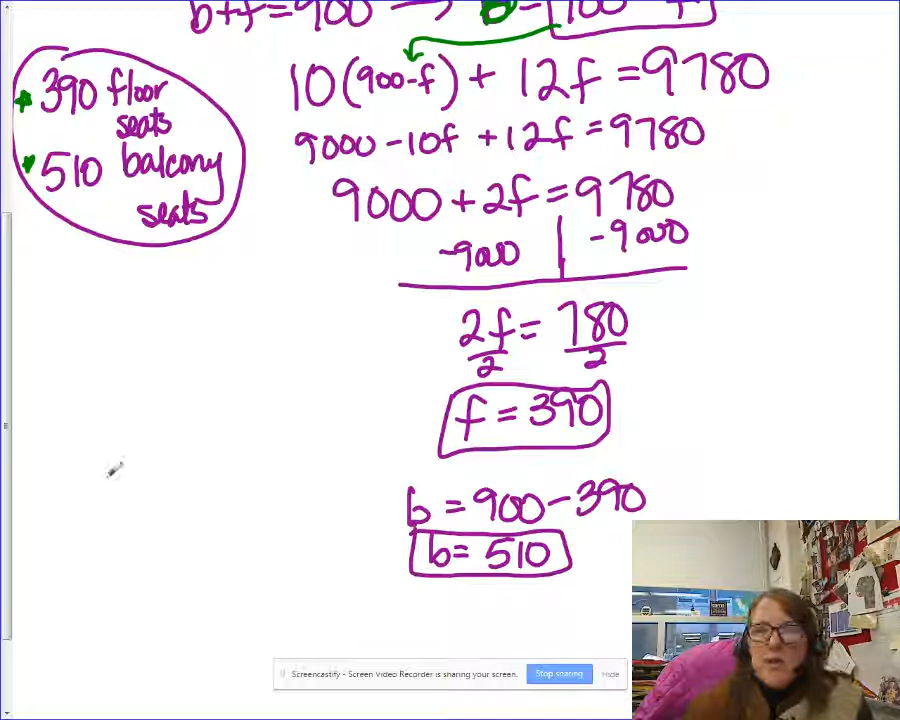 b+f=900 → b=
390 floor
seats
510 balcony
seats
10(900-f) + 12f =9780
9000 -10f +12f =9780
9000 +2f =9780
-9000 | -9000
2f = 780
2 2
f = 390
b =900-390
b= 510
Screencastify - Screen Video Recorder is sharing your screen. Stop sharing Hide